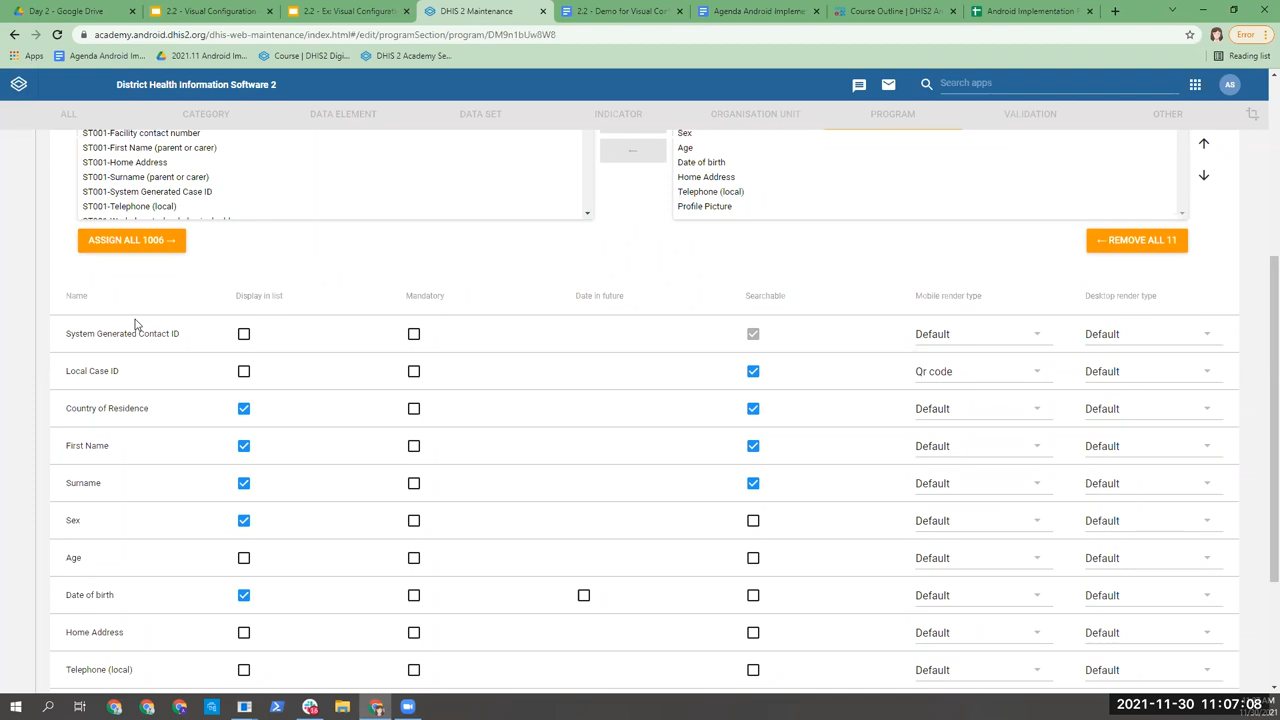 Day 2 - Google Drive
2.2 - Visual Configuration
2.2 - Ex: Visual Configurati
DHIS2 Maintenance
2.2 - Demo for Visual Con
Agenda Android Impleme
Course Outline | DHIS2 An
Android Implementation F
academy.android.dhis2.org/dhis-web-maintenance/index.html#/edit/programSection/program/DM9n1bUw8W8
Error
Apps
Agenda Android Im...
2021.11 Android Im...
Course | DHIS2 Digi...
DHIS 2 Academy Se...
Reading list
District Health Information Software 2
Search apps
AS
ALL
CATEGORY
DATA ELEMENT
DATA SET
INDICATOR
ORGANISATION UNIT
PROGRAM
VALIDATION
OTHER
ST001-Facility contact number
ST001-First Name (parent or carer)
ST001-Home Address
ST001-Surname (parent or carer)
ST001-System Generated Case ID
ST001-Telephone (local)
Sex
Age
Date of birth
Home Address
Telephone (local)
Profile Picture
ASSIGN ALL 1006 →
← REMOVE ALL 11
Name Display in list Mandatory Date in future Searchable Mobile render type Desktop render type
System Generated Contact ID Default Default
Local Case ID Qr code Default
Country of Residence Default Default
First Name Default Default
Surname Default Default
Sex Default Default
Age Default Default
Date of birth Default Default
Home Address Default Default
Telephone (local) Default Default
2021-11-30 11:07:08